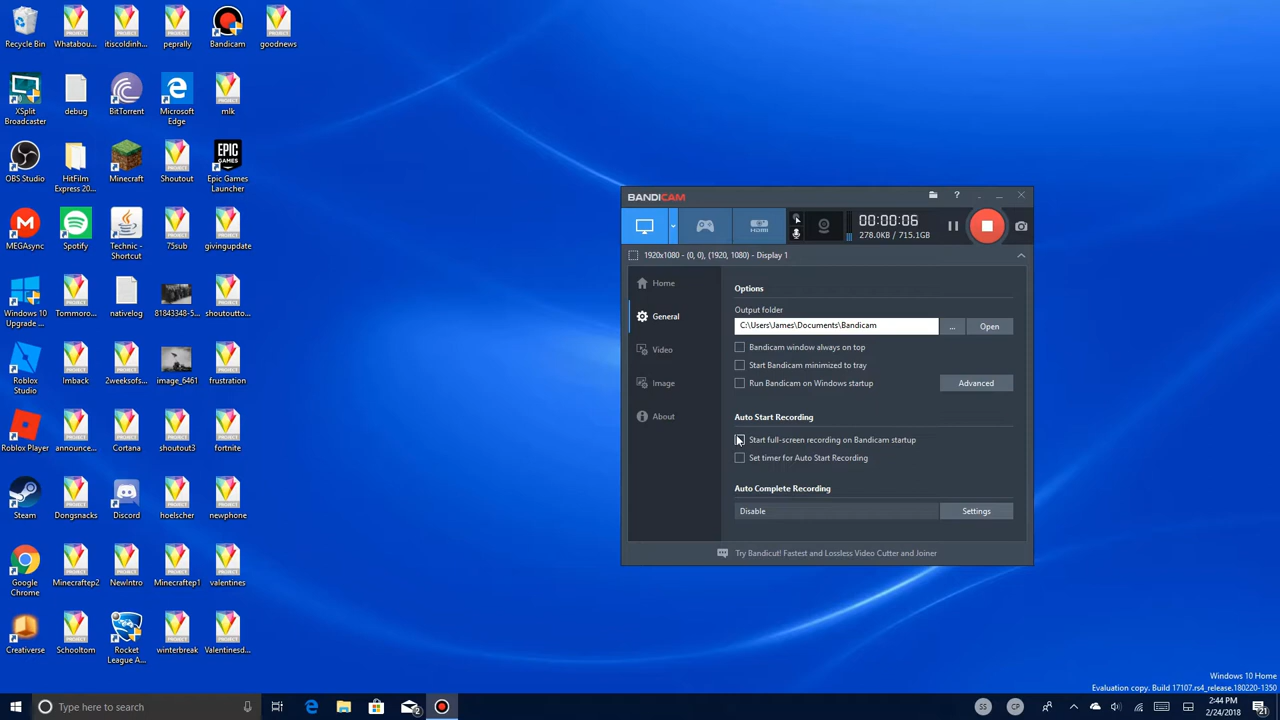 Recycle Bin
Whatabou...
itiscoldinh...
peprally
Bandicam
goodnews
XSplit Broadcaster
debug
BitTorrent
Microsoft Edge
mlk
OBS Studio
HitFilm Express 20...
Minecraft
Shoutout
Epic Games Launcher
MEGAsync
Spotify
Technic - Shortcut
75sub
givingupdate
Windows 10 Upgrade ...
Tommoro...
nativelog
81843348-5...
shoutoutto...
Roblox Studio
Imback
2weeksofs...
image_6461
frustration
Roblox Player
announce...
Cortana
shoutout3
fortnite
Steam
Dongsnacks
Discord
hoelscher
newphone
Google Chrome
Minecraftep2
NewIntro
Minecraftep1
valentines
Creativerse
Schooltom
Rocket League A...
winterbreak
Valentinesd...
BANDICAM
?
HDMI
00:00:06
278.0KB / 715.1GB
1920x1080 - (0, 0), (1920, 1080) - Display 1
Home
General
Video
Image
About
Options
Output folder
C:\Users\James\Documents\Bandicam
...
Open
Bandicam window always on top
Start Bandicam minimized to tray
Run Bandicam on Windows startup
Advanced
Auto Start Recording
Start full-screen recording on Bandicam startup
Set timer for Auto Start Recording
Auto Complete Recording
Disable
Settings
Try Bandicut! Fastest and Lossless Video Cutter and Joiner
Windows 10 Home
Evaluation copy. Build 17107.rs4_release.180220-1350
Type here to search
2
SS
CP
2:44 PM
2/24/2018
21